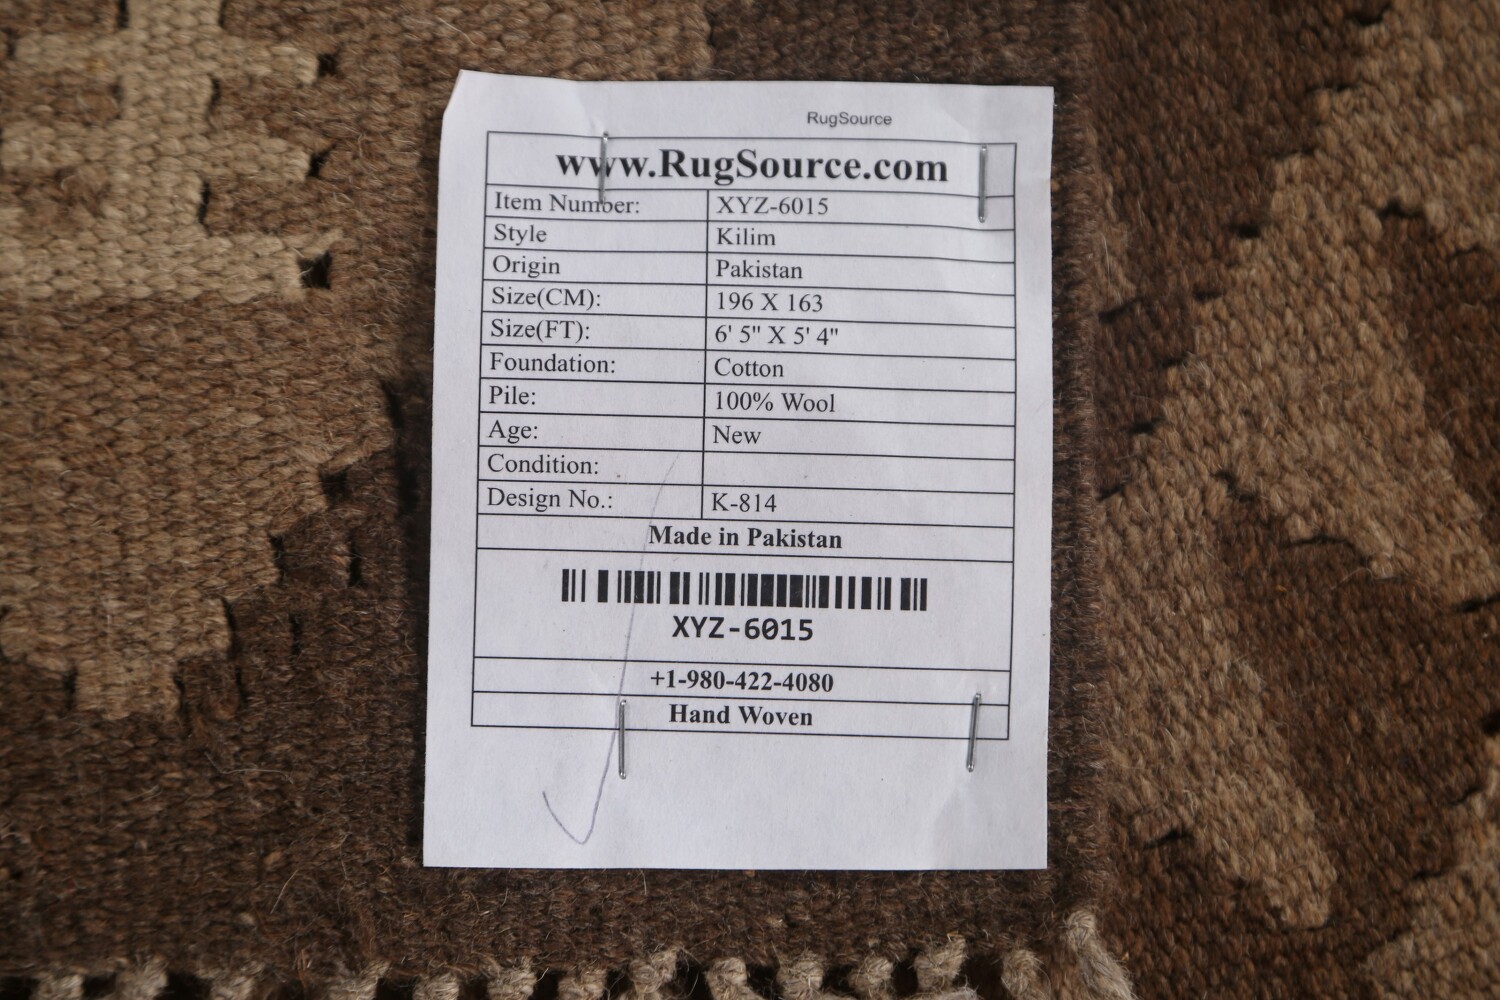 RugSource
www.RugSource.com
Item Number: XYZ-6015
Style Kilim
Origin Pakistan
Size(CM): 196 X 163
Size(FT): 6' 5" X 5' 4"
Foundation: Cotton
Pile: 100% Wool
Age: New
Condition:
Design No.: K-814
Made in Pakistan
XYZ-6015
+1-980-422-4080
Hand Woven